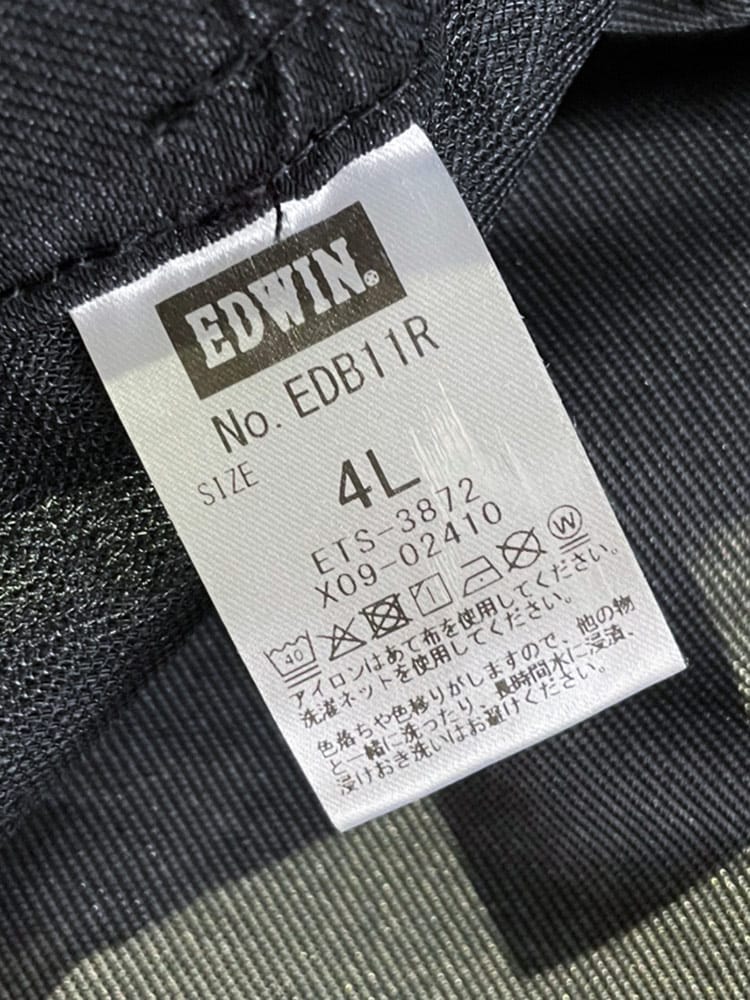 EDWIN®
No. EDB11R
SIZE 4L
ETS-3872
X09-02410
40 W
アイロンはあて布を使用してください。
洗濯ネットを使用してください。
色落ちや色移りがしますので、他の物
と一緒に洗ったり、長時間水に浸漬、
浸けおき洗いはお避けください。